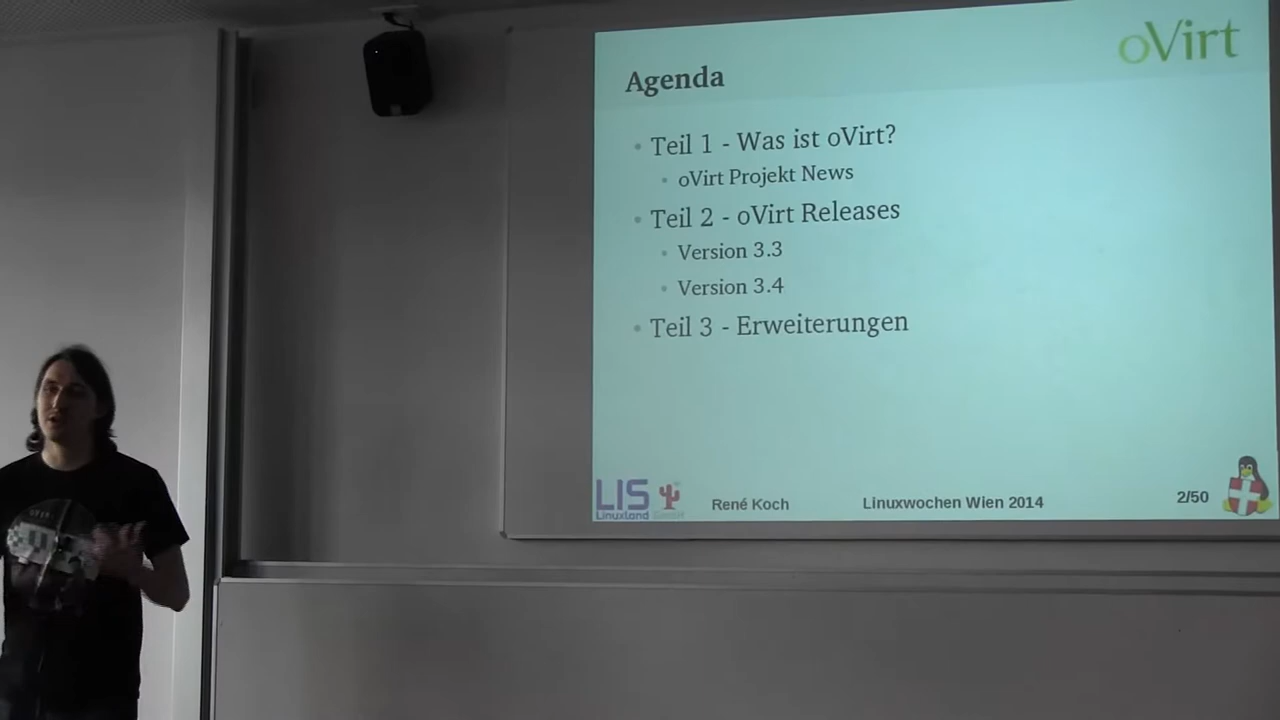 oVirt
Agenda
Teil 1 - Was ist oVirt?
oVirt Projekt News
Teil 2 - oVirt Releases
Version 3.3
Version 3.4
Teil 3 - Erweiterungen
LIS
Linuxland
René Koch
Linuxwochen Wien 2014
2/50